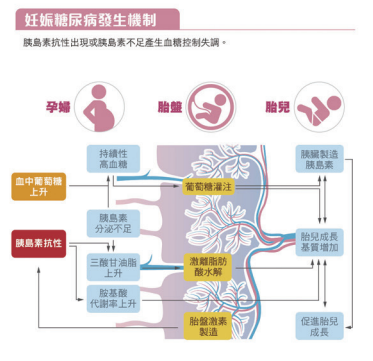 妊娠糖尿病發生機制
胰島素抗性出現或胰島素不足產生血糖控制失調。
孕婦
胎盤
胎兒
持續性
高血糖
胰臟製造
胰島素
血中葡萄糖
上升
葡萄糖灌注
胰島素
分泌不足
胰島素抗性
胎兒成長
基質增加
三酸甘油脂
上升
游離脂肪
酸水解
胺基酸
代謝率上升
胎盤激素
製造
促進胎兒
成長